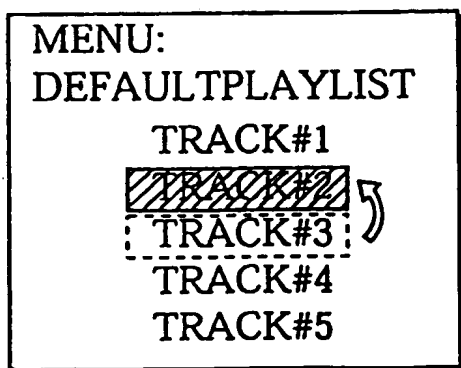 MENU:
DEFAULTPLAYLIST
TRACK#1
TRACK#2
TRACK#3
TRACK#4
TRACK#5